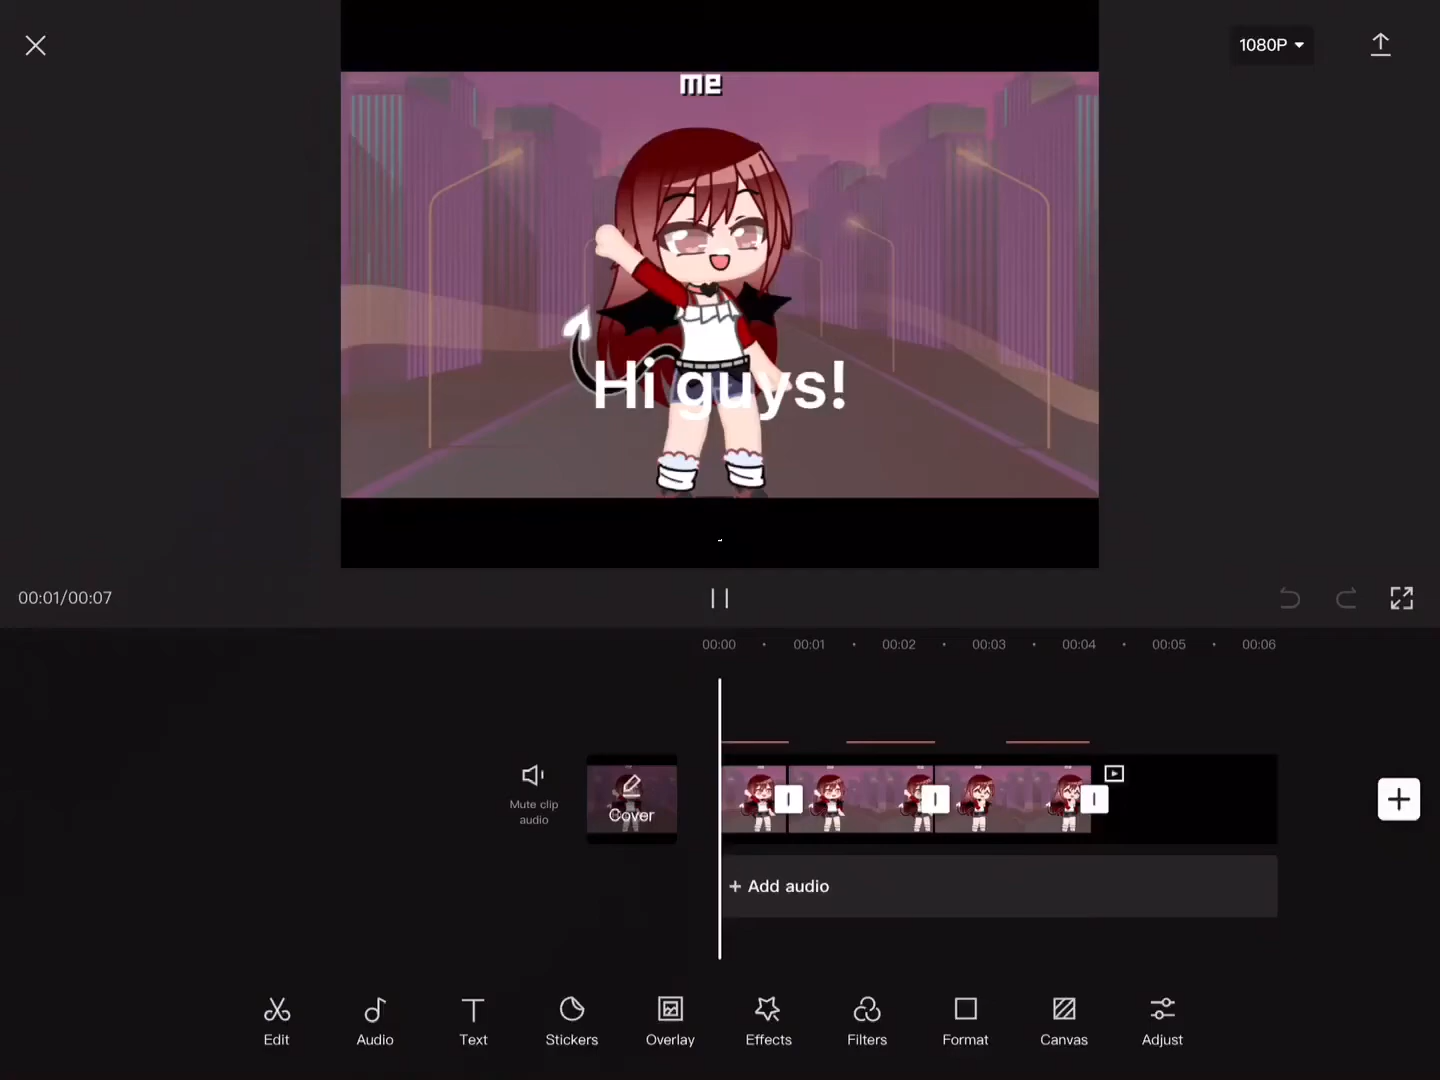 1080P
me
Hi guys!
00:01/00:07
00:00 00:01 00:02 00:03 00:04 00:05 00:06
Mute clip
audio
Cover
+ Add audio
Edit Audio Text Stickers Overlay Effects Filters Format Canvas Adjust